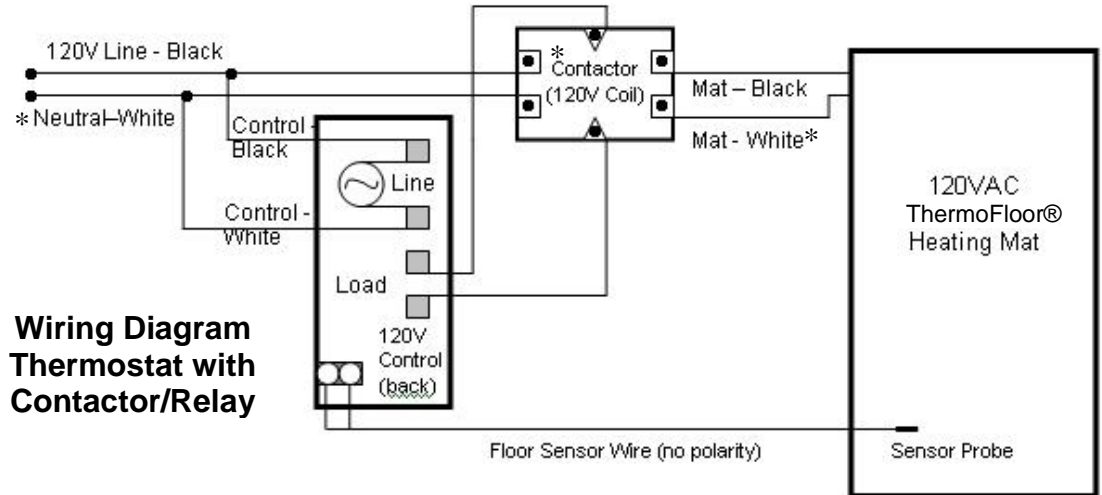 120V Line - Black
*Neutral–White
Control -
Black
Control -
White
Line
Load
120V
Control
(back)
*
Contactor
(120V Coil)
Mat – Black
Mat - White*
120VAC
ThermoFloor®
Heating Mat
Wiring Diagram
Thermostat with
Contactor/Relay
Floor Sensor Wire (no polarity)
Sensor Probe